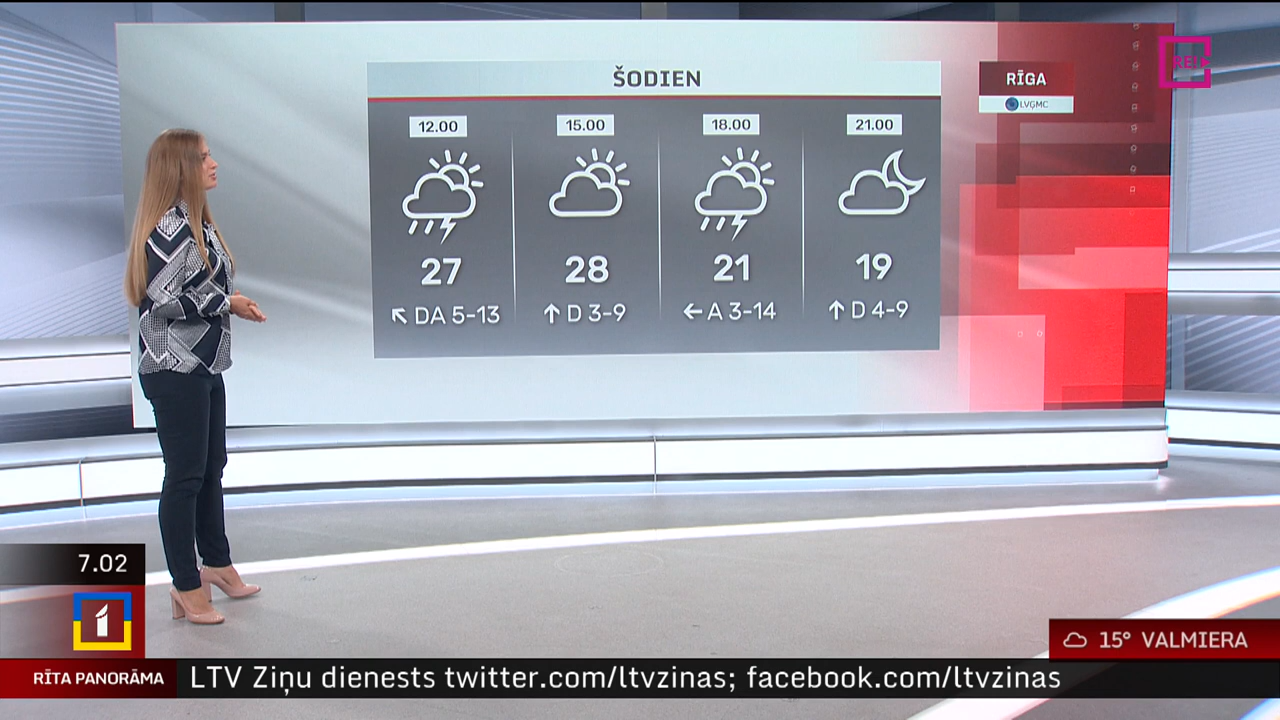 ŠODIEN
RĪGA
LVĢMC
REI
12.00
15.00
18.00
21.00
27
28
21
19
DA 5-13
D 3-9
A 3-14
D 4-9
7.02
1
15° VALMIERA
RĪTA PANORĀMA
LTV Ziņu dienests twitter.com/ltvzinas; facebook.com/ltvzinas